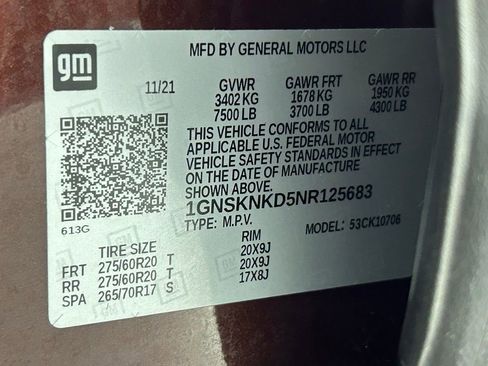 gm
MFD BY GENERAL MOTORS LLC
11/21 GVWR GAWR FRT GAWR RR
3402 KG 1678 KG 1950 KG
7500 LB 3700 LB 4300 LB
THIS VEHICLE CONFORMS TO ALL
APPLICABLE U.S. FEDERAL MOTOR
VEHICLE SAFETY STANDARDS IN EFFECT
ON THE DATE OF MANUFACTURE
SHOWN ABOVE.
1GNSKNKD5NR125683
613G TYPE: M.P.V. MODEL: 53CK10706
TIRE SIZE RIM
FRT 275/60R20 T 20X9J
RR 275/60R20 T 20X9J
SPA 265/70R17 S 17X8J